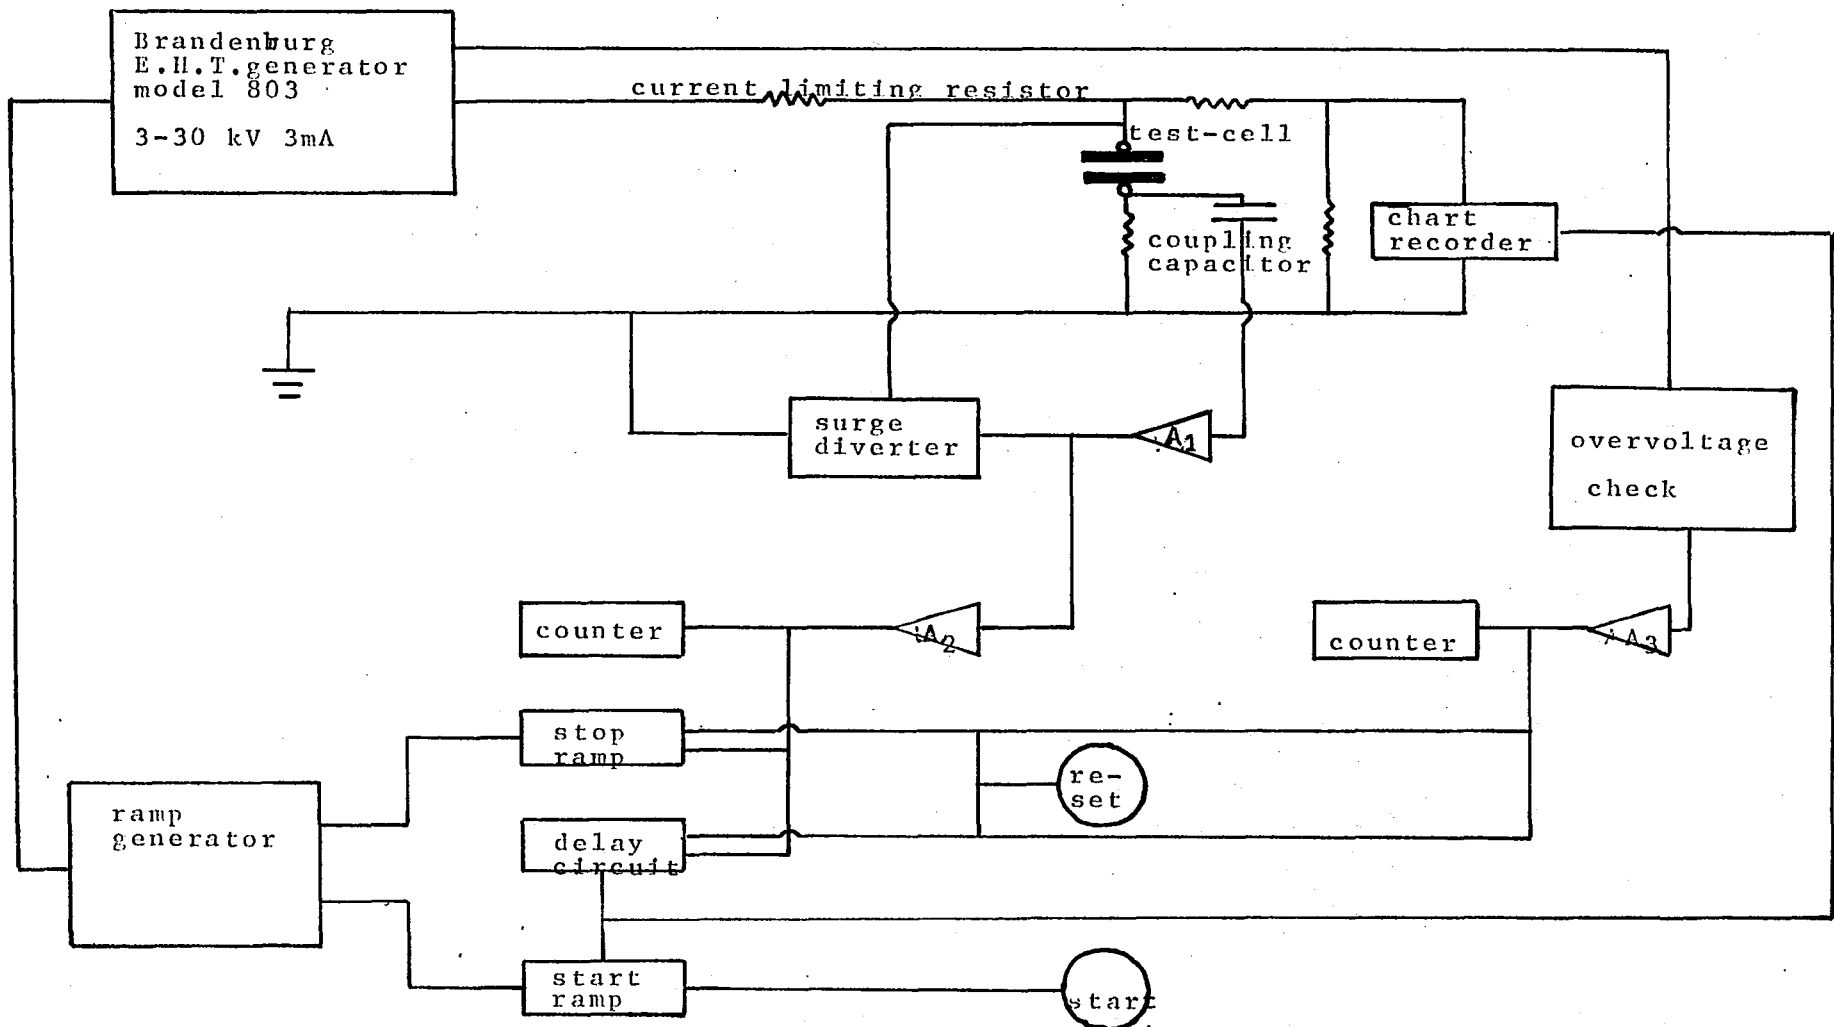 Brandenburg
E.H.T.generator
model 803
3-30 kV 3mA
current limiting resistor
test-cell
coupling
capacitor
chart
recorder
surge
diverter
A1
overvoltage
check
counter
A2
counter
A3
stop
ramp
re-
set
ramp
generator
delay
circuit
start
ramp
start